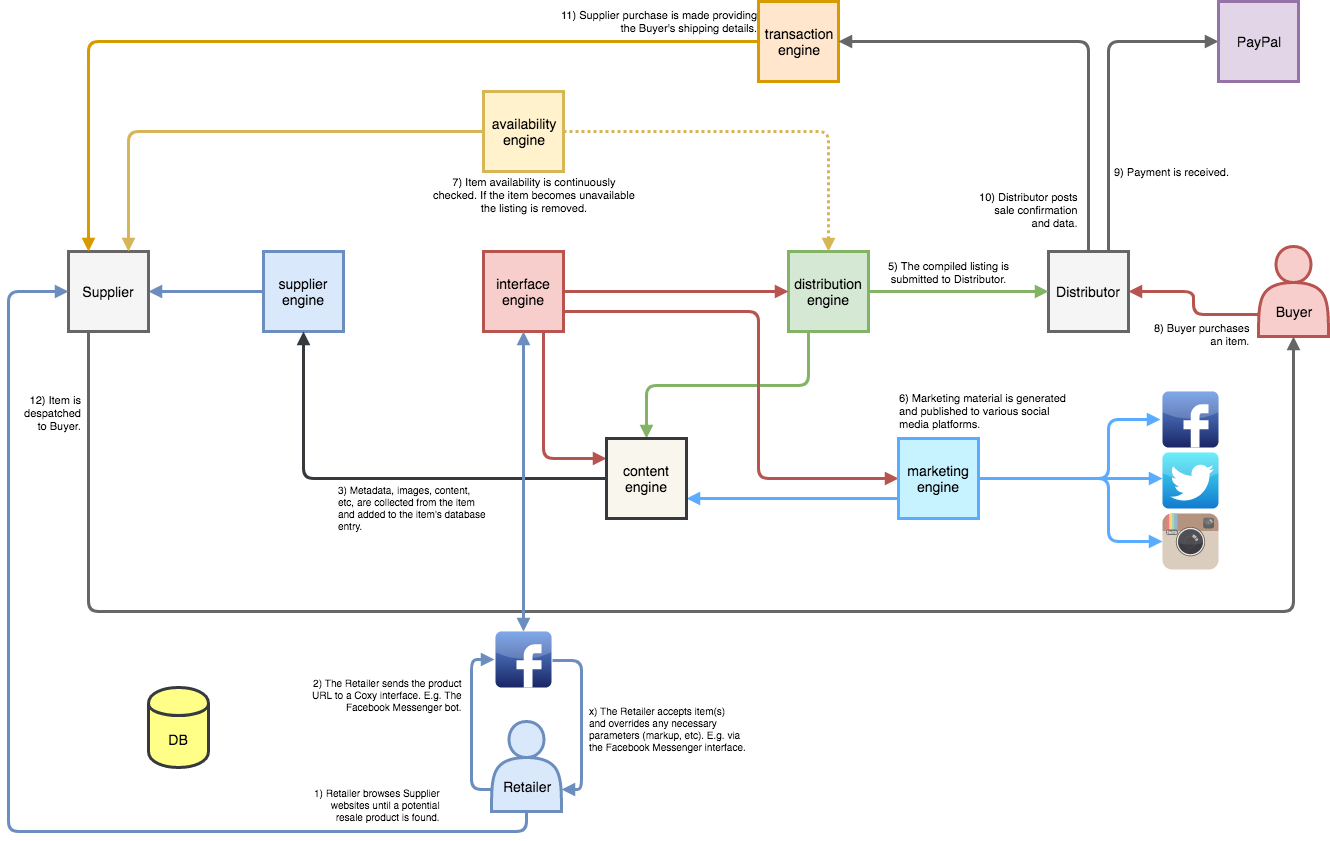 11) Supplier purchase is made providing
the Buyer's shipping details.
transaction
engine
PayPal
availability
engine
7) Item availability is continuously
checked. If the item becomes unavailable
the listing is removed.
9) Payment is received.
10) Distributor posts
sale confirmation
and data.
Supplier
supplier
engine
interface
engine
distribution
engine
5) The compiled listing is
submitted to Distributor.
Distributor
Buyer
8) Buyer purchases
an item.
12) Item is
despatched
to Buyer.
6) Marketing material is generated
and published to various social
media platforms.
content
engine
marketing
engine
3) Metadata, images, content,
etc, are collected from the item
and added to the item's database
entry.
2) The Retailer sends the product
URL to a Coxy interface. E.g. The
Facebook Messenger bot.
x) The Retailer accepts item(s)
and overrides any necessary
parameters (markup, etc). E.g. via
the Facebook Messenger interface.
DB
Retailer
1) Retailer browses Supplier
websites until a potential
resale product is found.